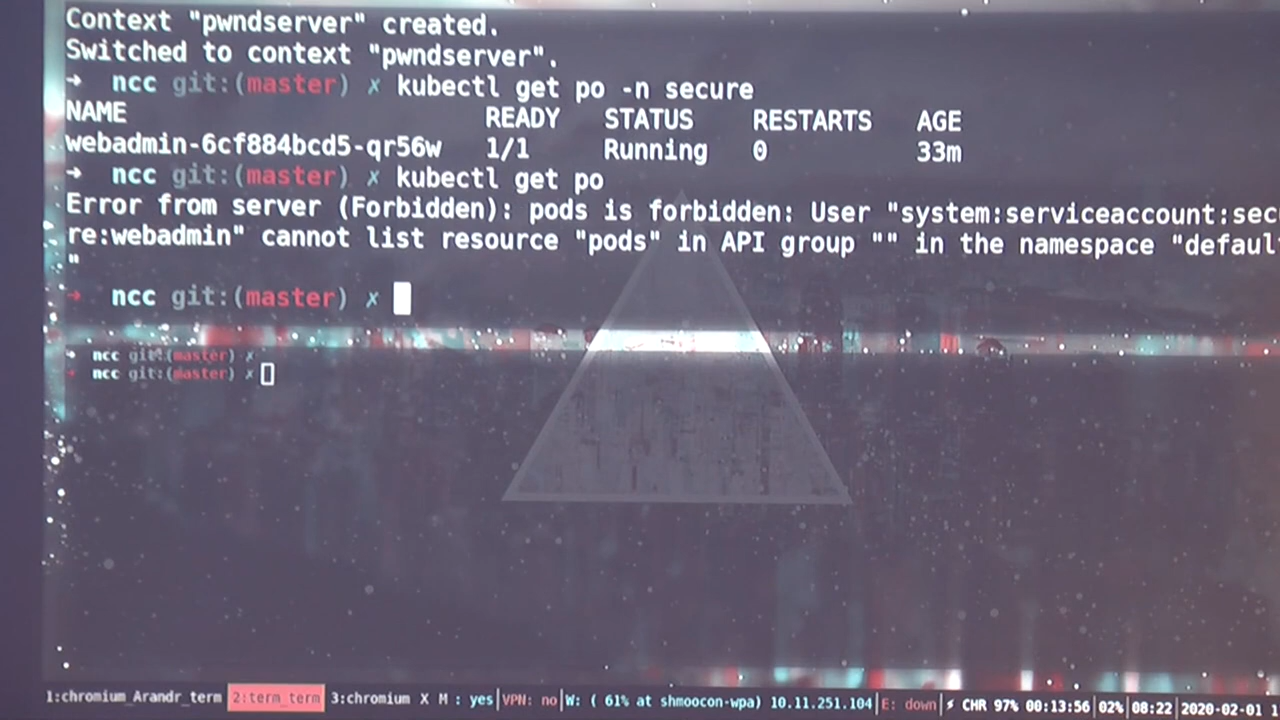 Context "pwndserver" created.
Switched to context "pwndserver".
➜  ncc git:(master) ✗ kubectl get po -n secure
NAME READY STATUS RESTARTS AGE
webadmin-6cf884bcd5-qr56w 1/1 Running 0 33m
➜  ncc git:(master) ✗ kubectl get po
Error from server (Forbidden): pods is forbidden: User "system:serviceaccount:sec
re:webadmin" cannot list resource "pods" in API group "" in the namespace "defaul
"
➜  ncc git:(master) ✗
➜  ncc git:(master) ✗
➜  ncc git:(master) ✗
1:chromium_Arandr_term 2:term_term 3:chromium X M : yes|VPN: no|W: ( 61% at shmoocon-wpa) 10.11.251.104|E: down|⚡ CHR 97% 00:13:56|02%|08:22|2020-02-01 1